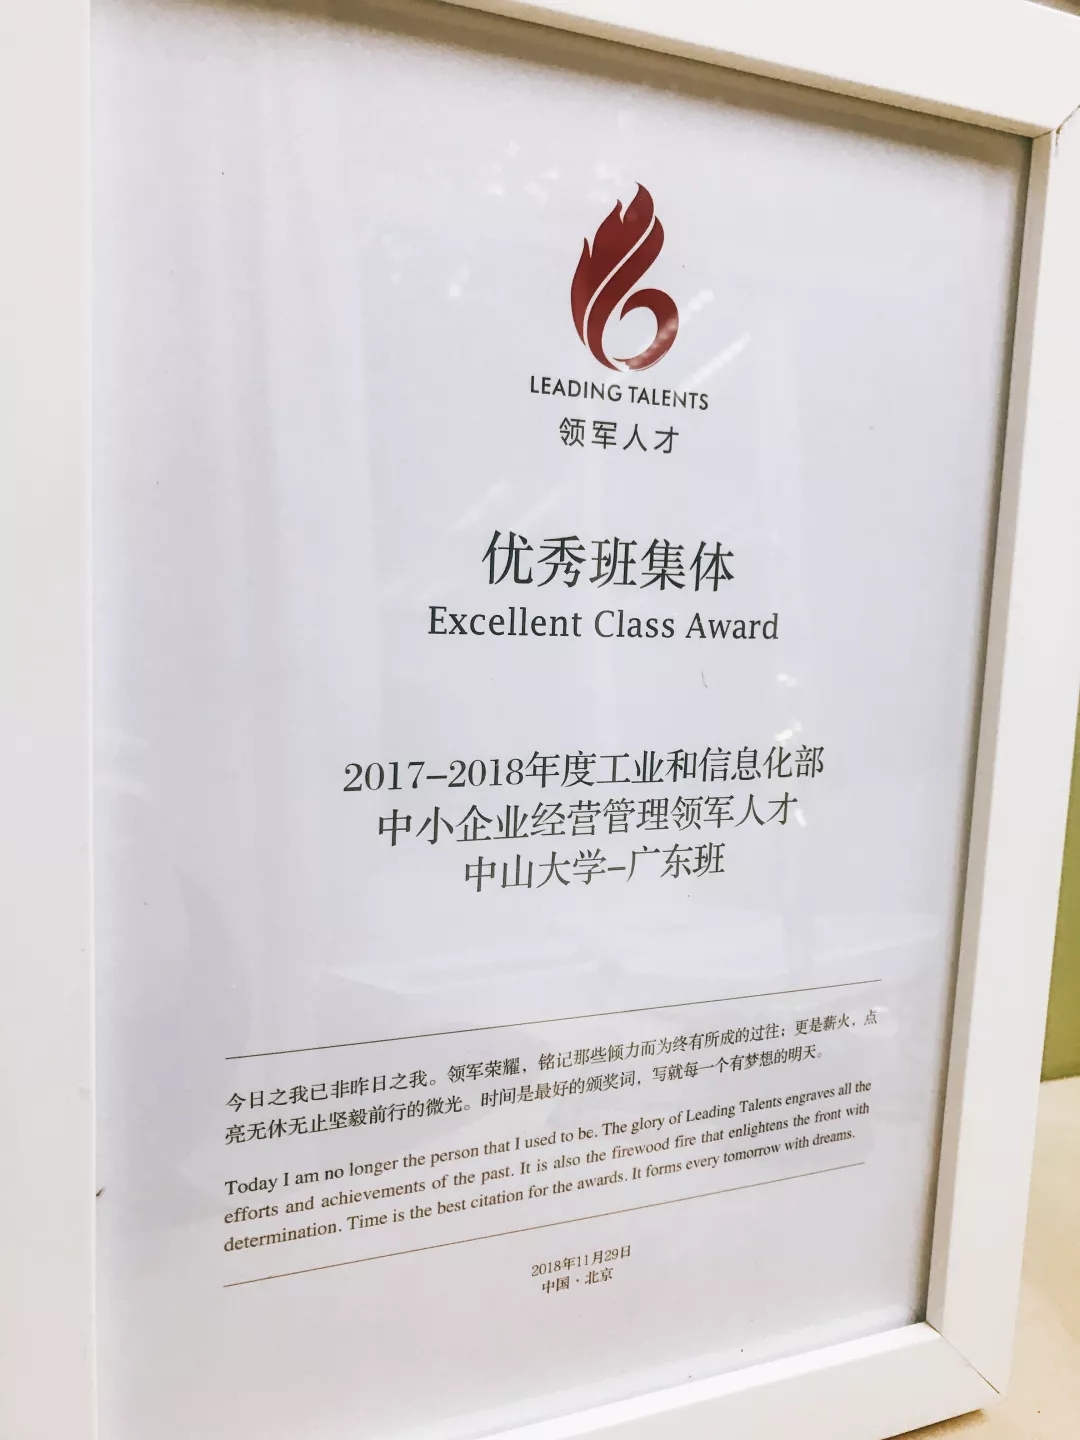 LEADING TALENTS
领军人才
优秀班集体
Excellent Class Award
2017–2018年度工业和信息化部
中小企业经营管理领军人才
中山大学–广东班
今日之我已非昨日之我。领军荣耀，铭记那些倾力而为终有所成的过往；更是薪火，点
亮无休无止坚毅前行的微光。时间是最好的颁奖词，写就每一个有梦想的明天。
Today I am no longer the person that I used to be. The glory of Leading Talents engraves all the
efforts and achievements of the past. It is also the firewood fire that enlightens the front with
determination. Time is the best citation for the awards. It forms every tomorrow with dreams.
2018年11月29日
中国·北京